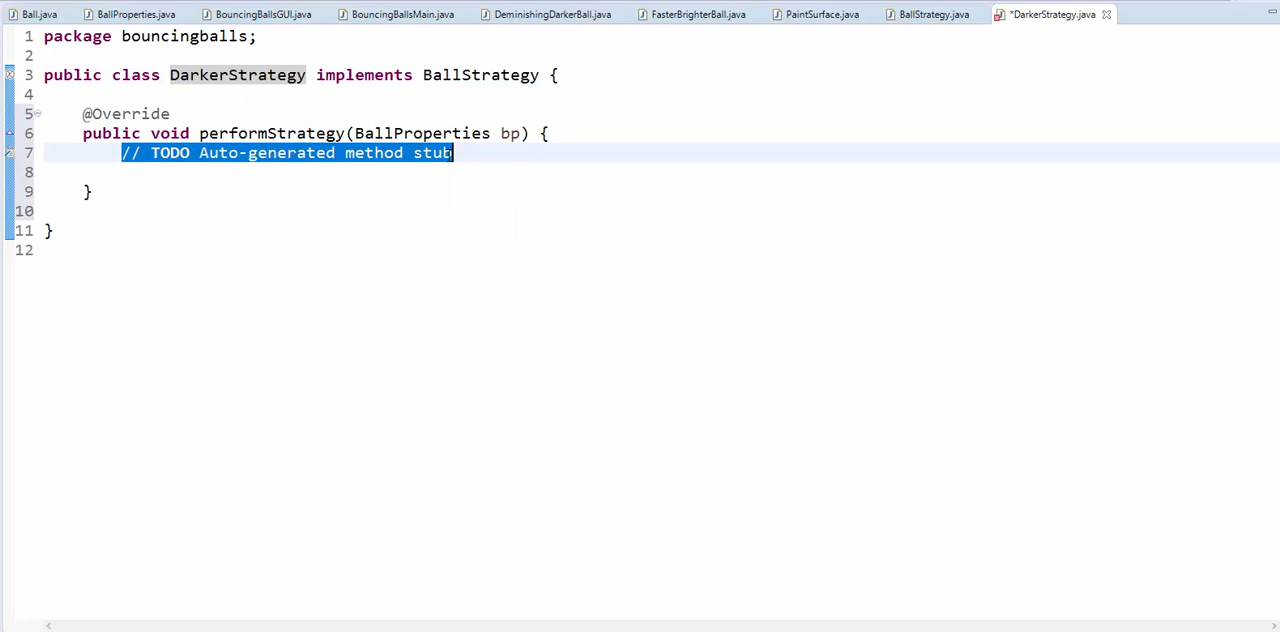 Ball.java BallProperties.java BouncingBallsGUI.java BouncingBallsMain.java DeminishingDarkerBall.java FasterBrighterBall.java PaintSurface.java BallStrategy.java *DarkerStrategy.java
1 package bouncingballs;
2
3 public class DarkerStrategy implements BallStrategy {
4
5 @Override
6 public void performStrategy(BallProperties bp) {
7 // TODO Auto-generated method stub
8
9 }
10
11 }
12